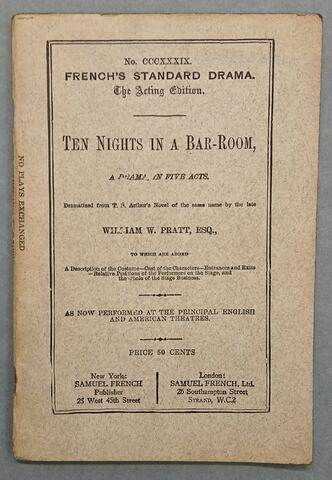 No. CCCXXXIX.
FRENCH'S STANDARD DRAMA.
The Acting Edition.
TEN NIGHTS IN A BAR-ROOM,
A DRAMA, IN FIVE ACTS.
Dramatized from T. S. Arthur's Novel of the same name by the late
WILLIAM W. PRATT, ESQ.,
TO WHICH ARE ADDED
A Description of the Costume—Cast of the Characters—Entrances and Exits
—Relative Positions of the Performers on the Stage, and
the whole of the Stage Business.
AS NOW PERFORMED AT THE PRINCIPAL ENGLISH
AND AMERICAN THEATRES.
PRICE 50 CENTS
New York:
SAMUEL FRENCH
Publisher
25 West 45th Street
London:
SAMUEL FRENCH, Ltd.
26 Southampton Street
STRAND, W.C.2
NO PLAYS EXCHANGED